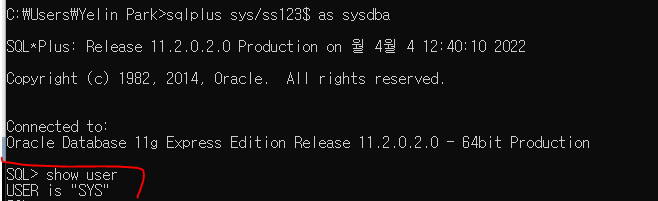 C:\Users\Yelin Park>sqlplus sys/ss123$ as sysdba
SQL*Plus: Release 11.2.0.2.0 Production on 월 4월 4 12:40:10 2022
Copyright (c) 1982, 2014, Oracle.  All rights reserved.
Connected to:
Oracle Database 11g Express Edition Release 11.2.0.2.0 - 64bit Production
SQL> show user
USER is "SYS"